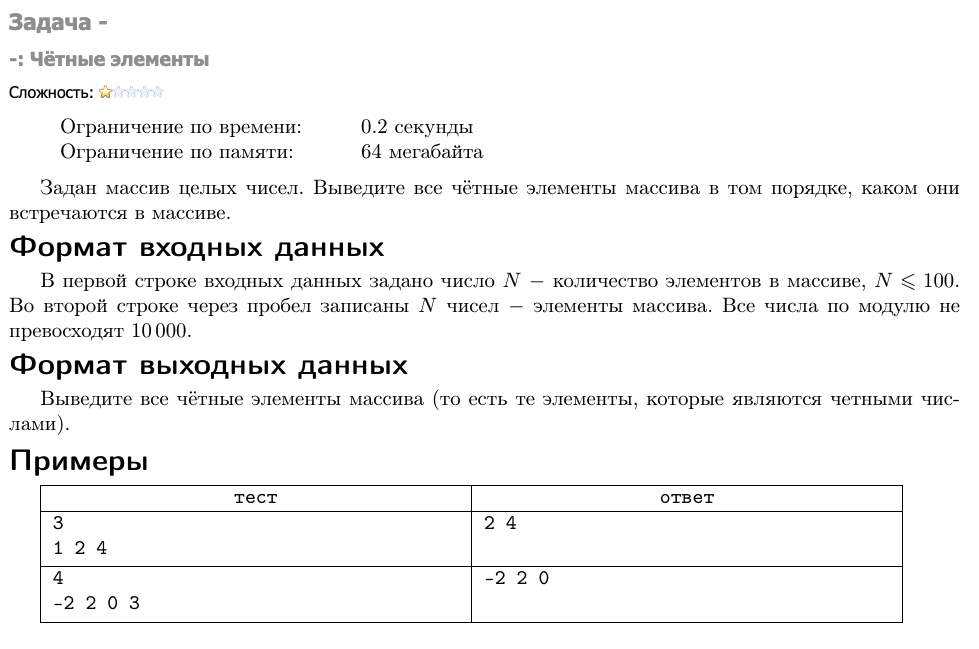 Задача -
-: Чётные элементы
Сложность:
Ограничение по времени: 0.2 секунды
Ограничение по памяти: 64 мегабайта
Задан массив целых чисел. Выведите все чётные элементы массива в том порядке, каком они
встречаются в массиве.
Формат входных данных
В первой строке входных данных задано число N − количество элементов в массиве, N ⩽ 100.
Во второй строке через пробел записаны N чисел − элементы массива. Все числа по модулю не
превосходят 10 000.
Формат выходных данных
Выведите все чётные элементы массива (то есть те элементы, которые являются четными чис-
лами).
Примеры
тест ответ
3 2 4
1 2 4
4 -2 2 0
-2 2 0 3